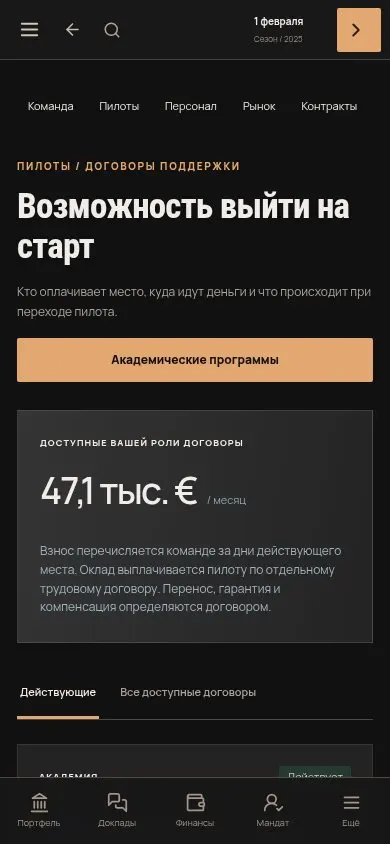 1 февраля
Сезон / 2025
Команда Пилоты Персонал Рынок Контракты
ПИЛОТЫ / ДОГОВОРЫ ПОДДЕРЖКИ
Возможность выйти на
старт
Кто оплачивает место, куда идут деньги и что происходит при
переходе пилота.
Академические программы
ДОСТУПНЫЕ ВАШЕЙ РОЛИ ДОГОВОРЫ
47,1 тыс. € / месяц
Взнос перечисляется команде за дни действующего
места. Оклад выплачивается пилоту по отдельному
трудовому договору. Перенос, гарантия и
компенсация определяются договором.
Действующие Все доступные договоры
АКАДЕМИЯ Действует
Портфель Доклады Финансы Мандат Ещё